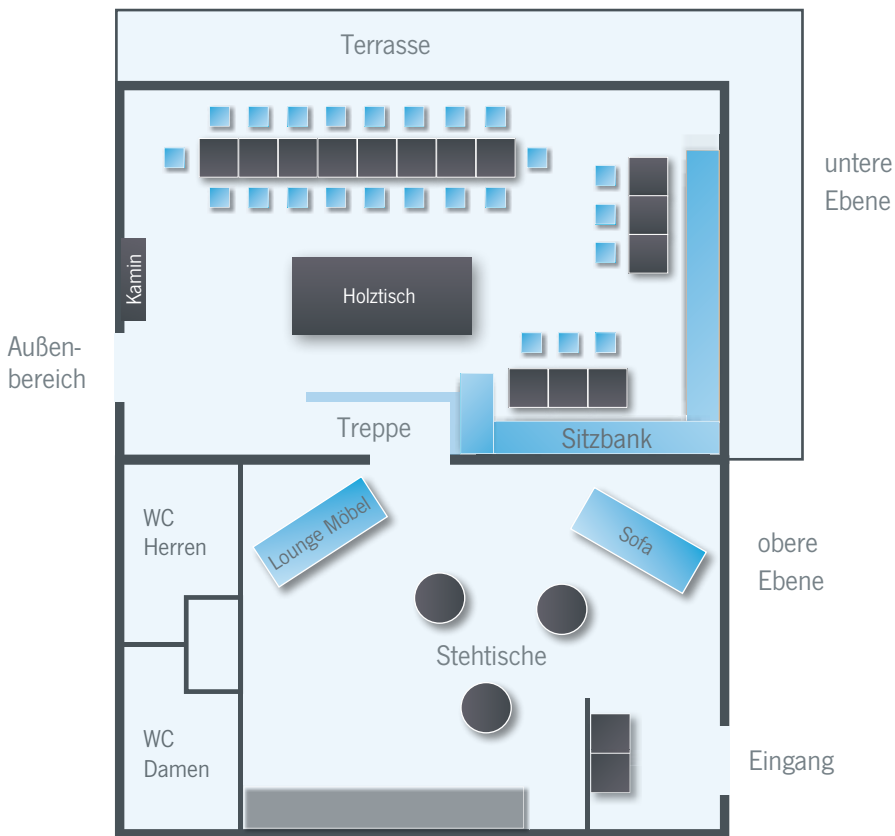 Terrasse
untere
Ebene
Kamin
Holztisch
Außen-
bereich
Treppe
Sitzbank
WC
Herren
Lounge Möbel
Sofa
obere
Ebene
Stehtische
WC
Damen
Eingang